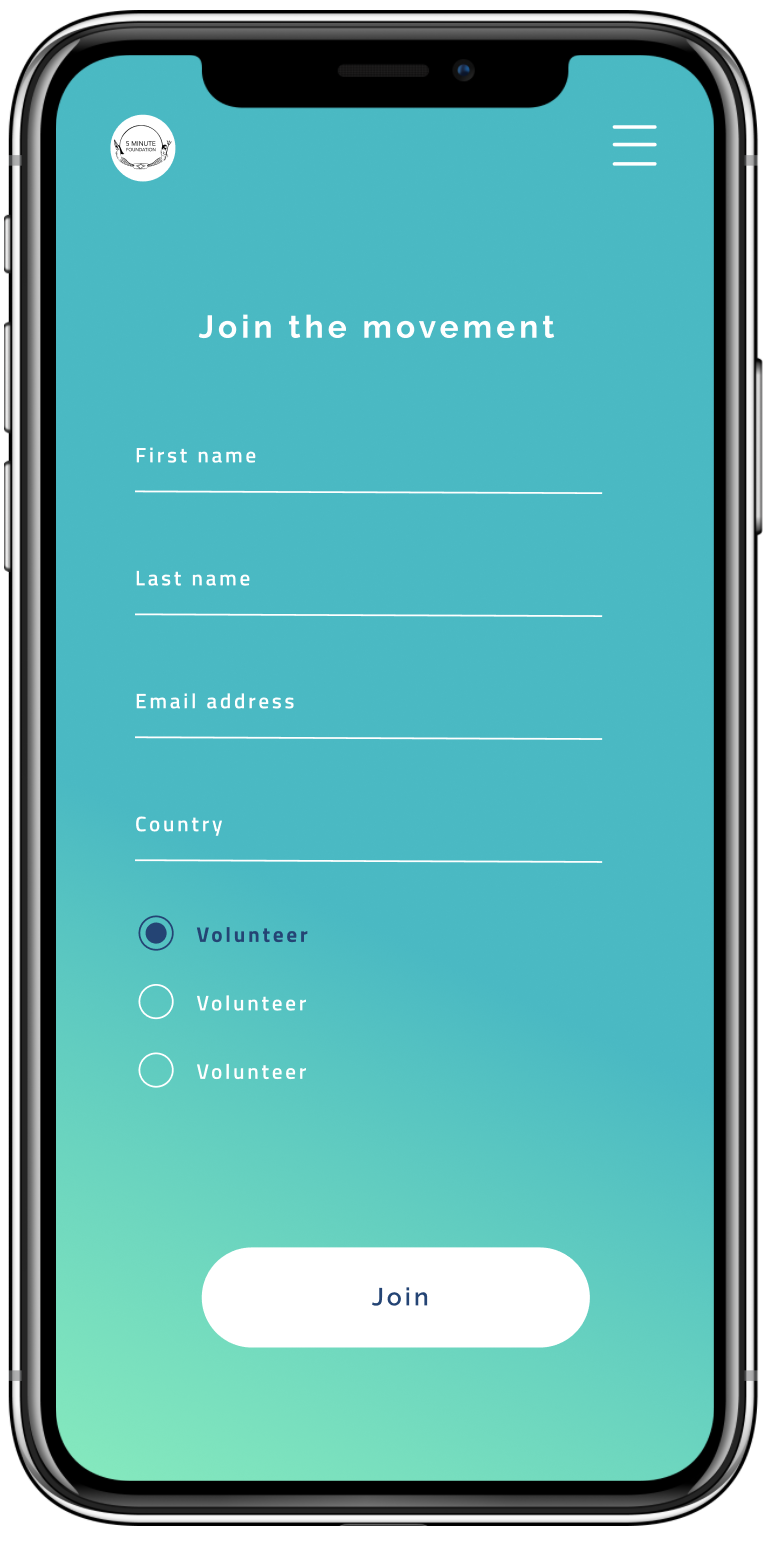 5 MINUTE
FOUNDATION
Join the movement
First name
Last name
Email address
Country
Volunteer
Volunteer
Volunteer
Join